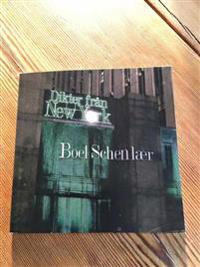 Dikter från
New York
Boel Schenlær